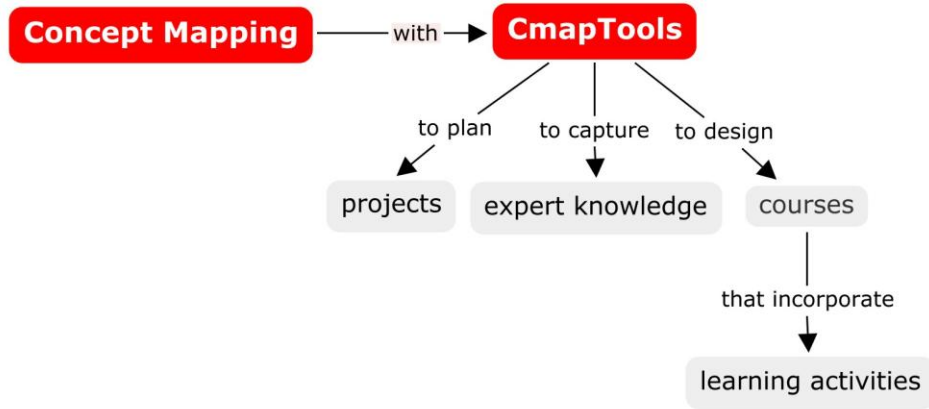 Concept Mapping
with
CmapTools
to plan
to capture
to design
projects
expert knowledge
courses
that incorporate
learning activities